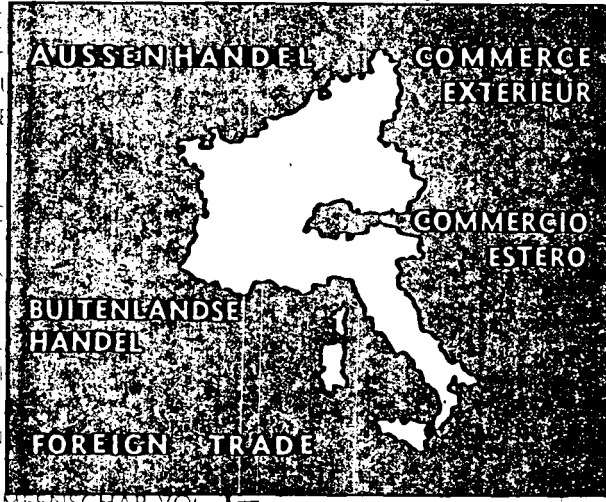 AUSSENHANDEL
COMMERCE
EXTERIEUR
COMMERCIO
ESTERO
BUITENLANDSE
HANDEL
FOREIGN TRADE